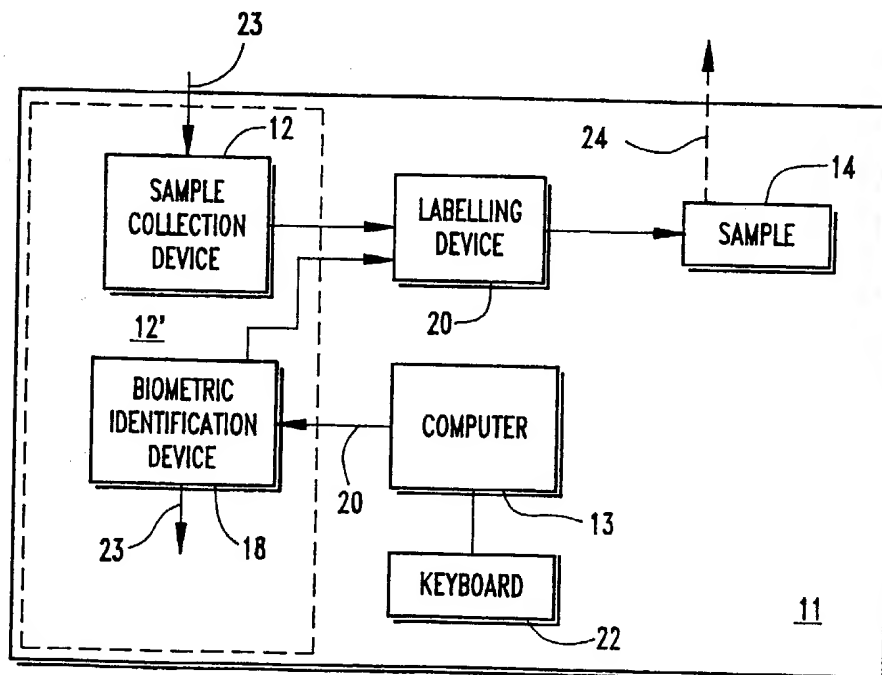 23
12
SAMPLE
COLLECTION
DEVICE
LABELLING
DEVICE
20
24
14
SAMPLE
12'
BIOMETRIC
IDENTIFICATION
DEVICE
20
COMPUTER
23
18
13
KEYBOARD
22
11